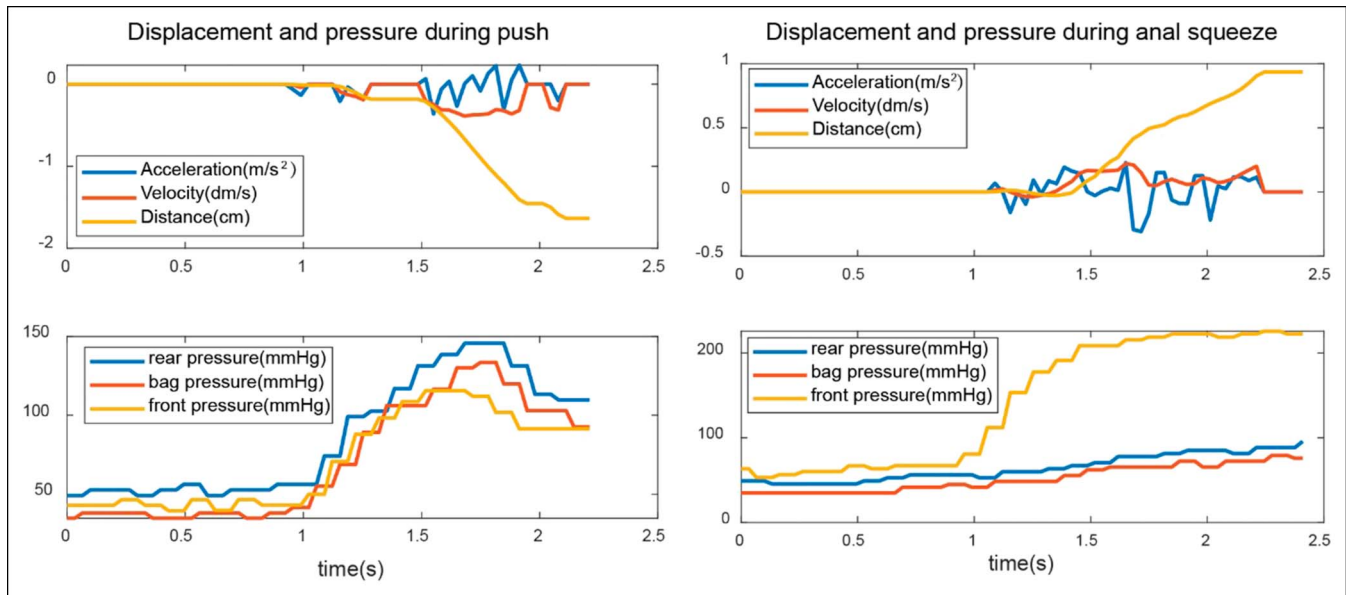 Displacement and pressure during push
0
-1
-2
Acceleration(m/s²)
Velocity(dm/s)
Distance(cm)
0 0.5 1 1.5 2 2.5
150
100
50
rear pressure(mmHg)
bag pressure(mmHg)
front pressure(mmHg)
0 0.5 1 1.5 2 2.5
time(s)
Displacement and pressure during anal squeeze
1
0.5
0
-0.5
Acceleration(m/s²)
Velocity(dm/s)
Distance(cm)
0 0.5 1 1.5 2 2.5
200
100
0
rear pressure(mmHg)
bag pressure(mmHg)
front pressure(mmHg)
0 0.5 1 1.5 2 2.5
time(s)